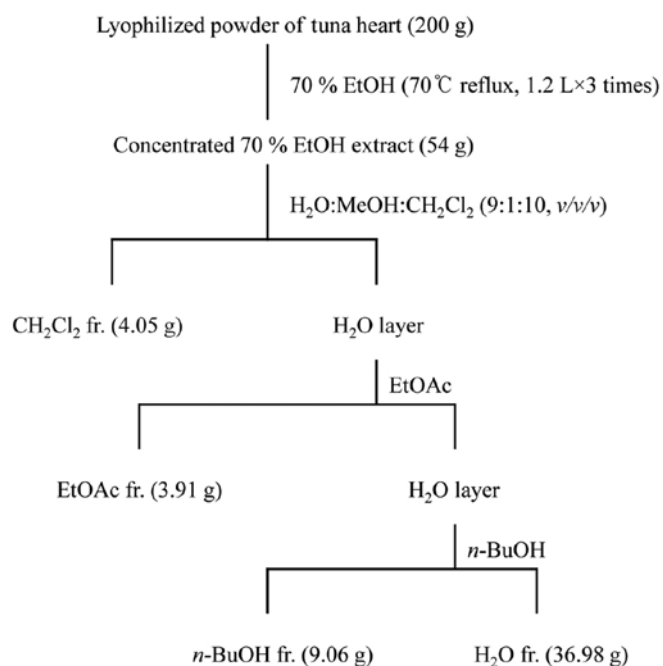 Lyophilized powder of tuna heart (200 g)
70 % EtOH (70℃ reflux, 1.2 L×3 times)
Concentrated 70 % EtOH extract (54 g)
H₂O:MeOH:CH₂Cl₂ (9:1:10, v/v/v)
CH₂Cl₂ fr. (4.05 g)
H₂O layer
EtOAc
EtOAc fr. (3.91 g)
H₂O layer
n-BuOH
n-BuOH fr. (9.06 g)
H₂O fr. (36.98 g)